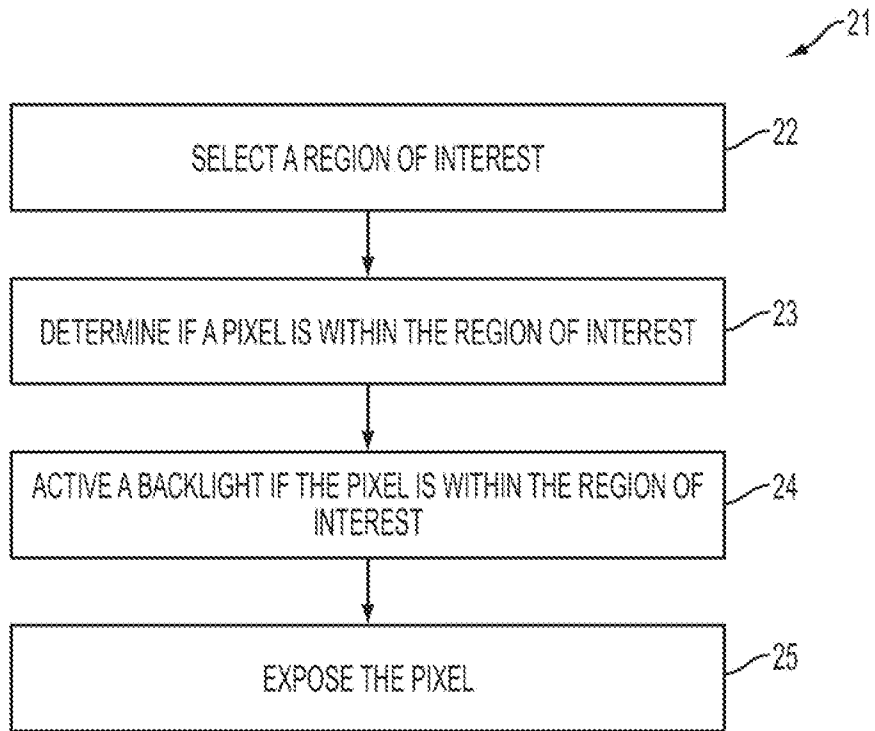 21
SELECT A REGION OF INTEREST
22
DETERMINE IF A PIXEL IS WITHIN THE REGION OF INTEREST
23
ACTIVE A BACKLIGHT IF THE PIXEL IS WITHIN THE REGION OF
INTEREST
24
EXPOSE THE PIXEL
25